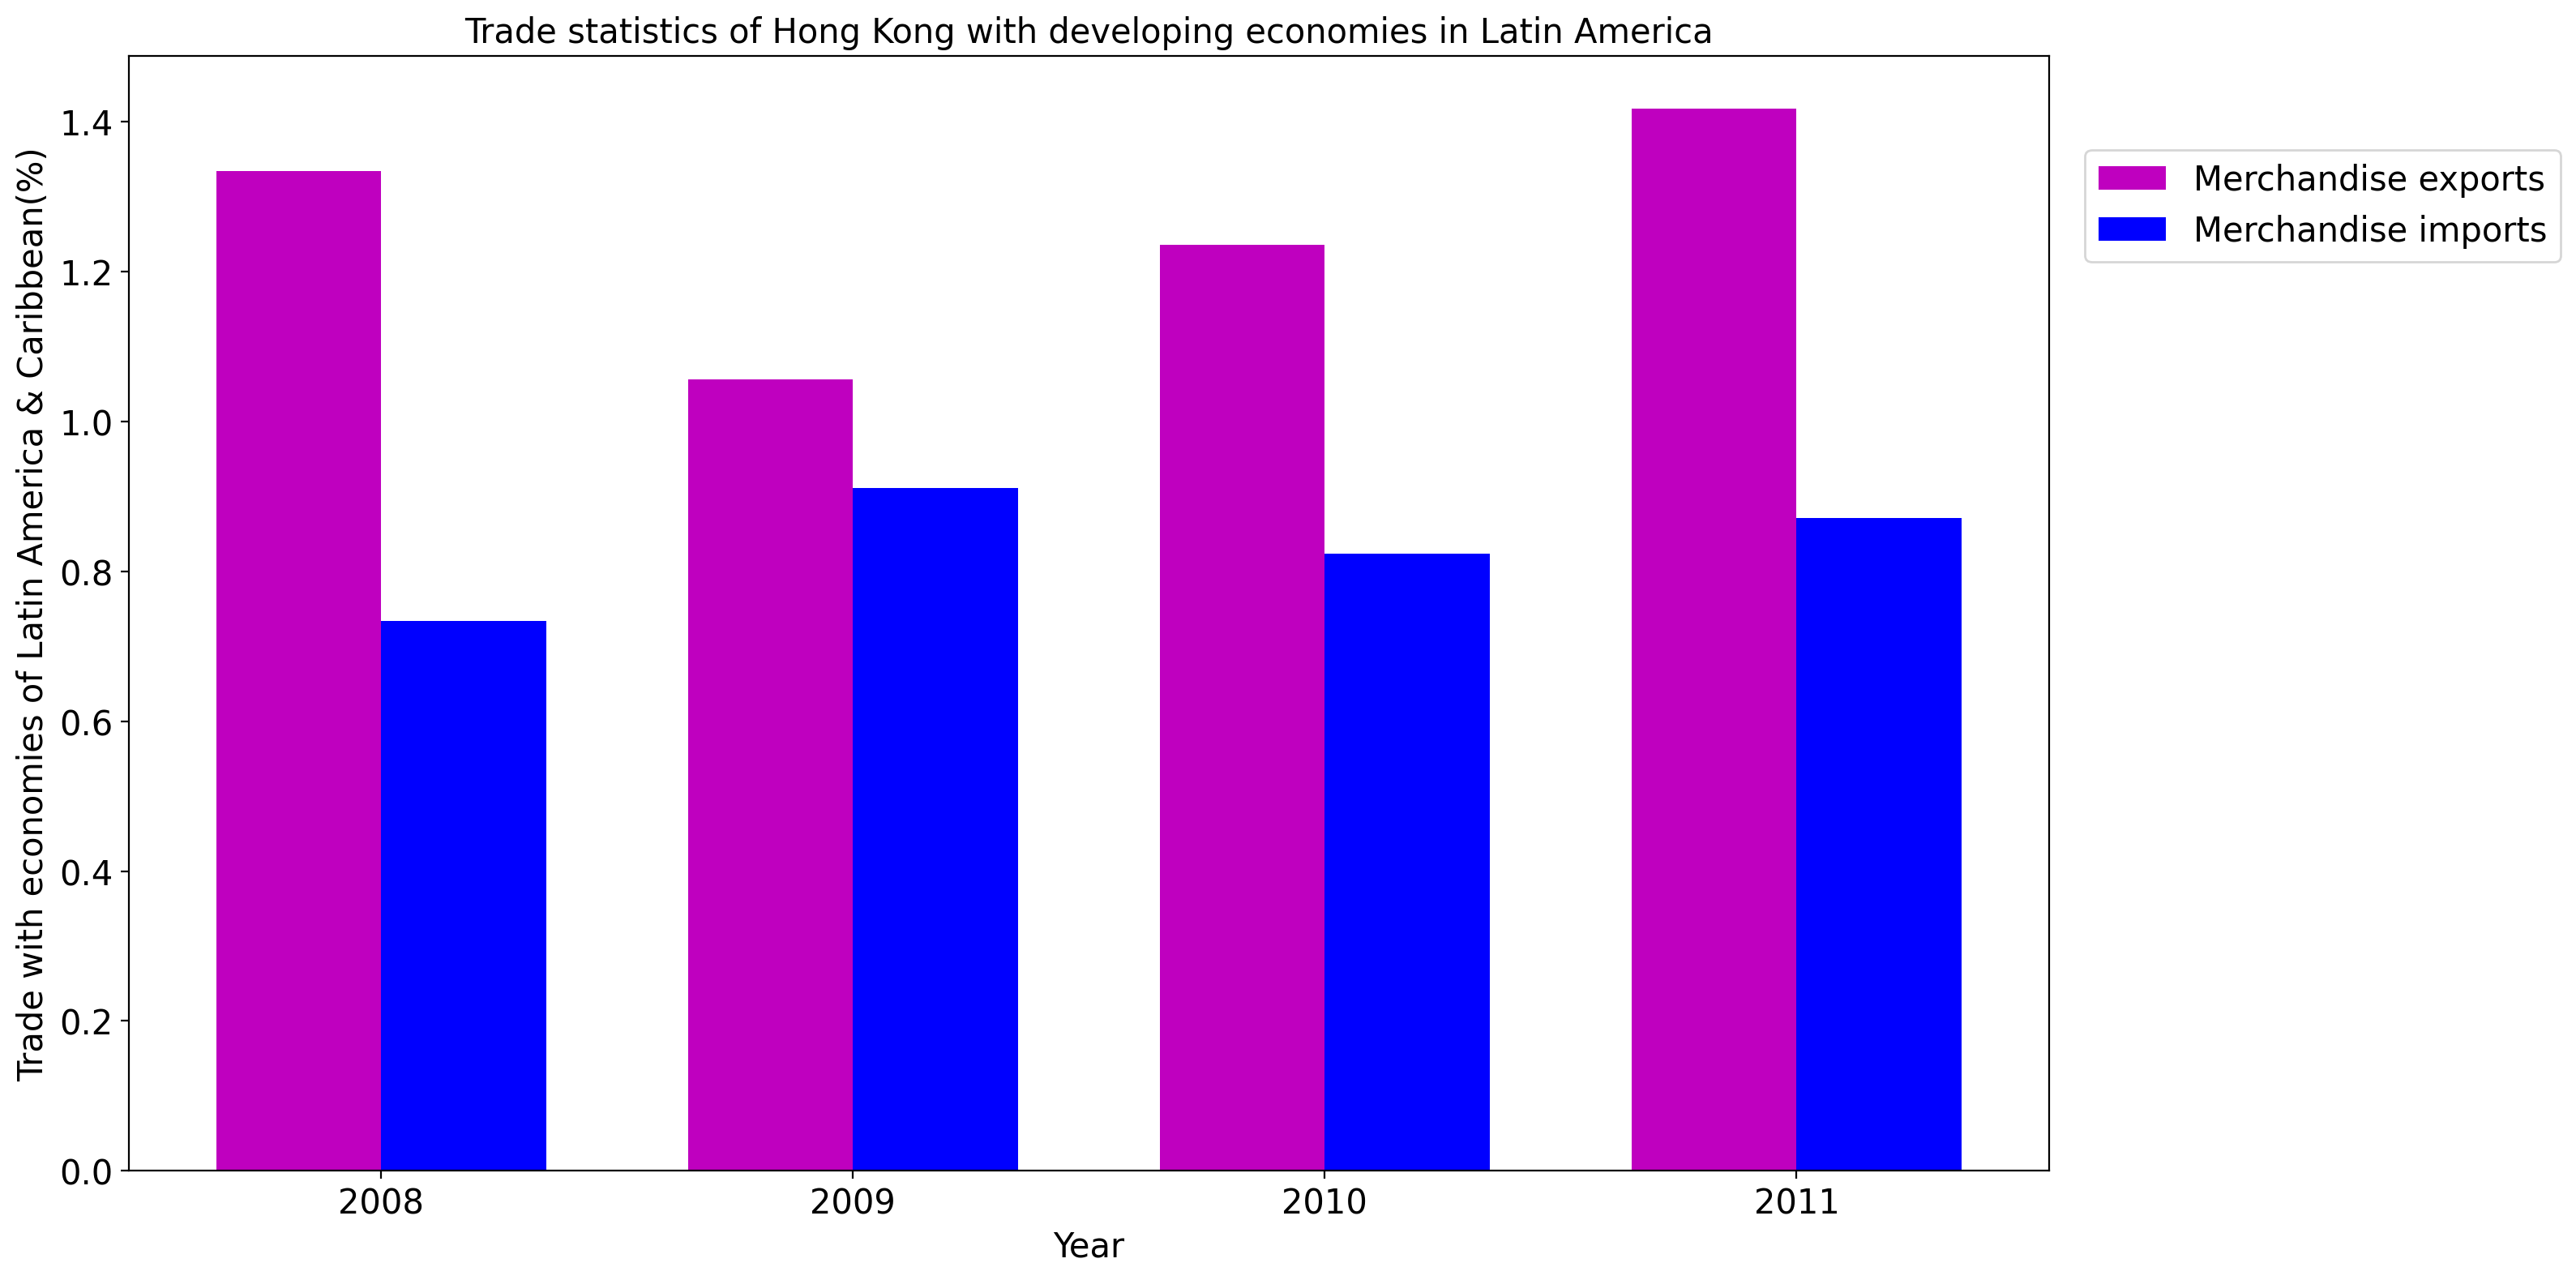 Trade statistics of Hong Kong with developing economies in Latin America
Trade with economies of Latin America & Caribbean(%)
1.4
1.2
1.0
0.8
0.6
0.4
0.2
0.0
2008
2009
2010
2011
Year
Merchandise exports
Merchandise imports